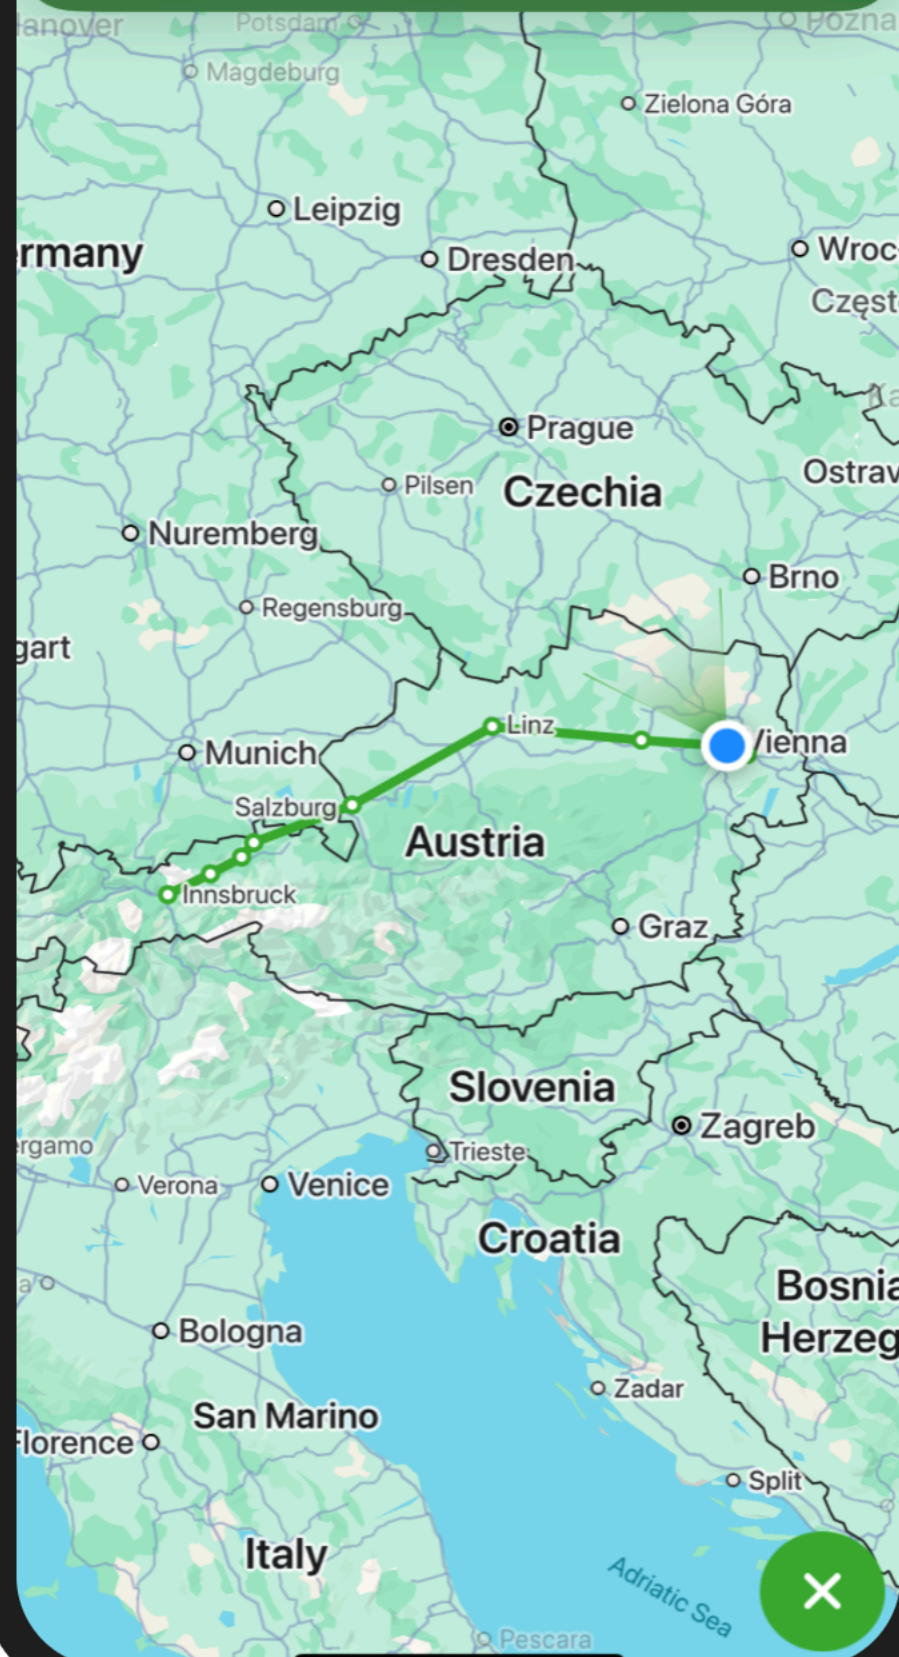 anover
Potsdam
Pozna
Magdeburg
Zielona Góra
Leipzig
rmany
Dresden
Wroc
Częst
Ka
Prague
Ostrav
Pilsen
Czechia
Nuremberg
Brno
Regensburg
gart
Linz
Vienna
Munich
Salzburg
Austria
Innsbruck
Graz
Slovenia
Zagreb
ergamo
Trieste
Verona
Venice
Croatia
a
Bosnia
Herzeg
Bologna
Zadar
San Marino
Florence
Split
Italy
Adriatic Sea
Pescara